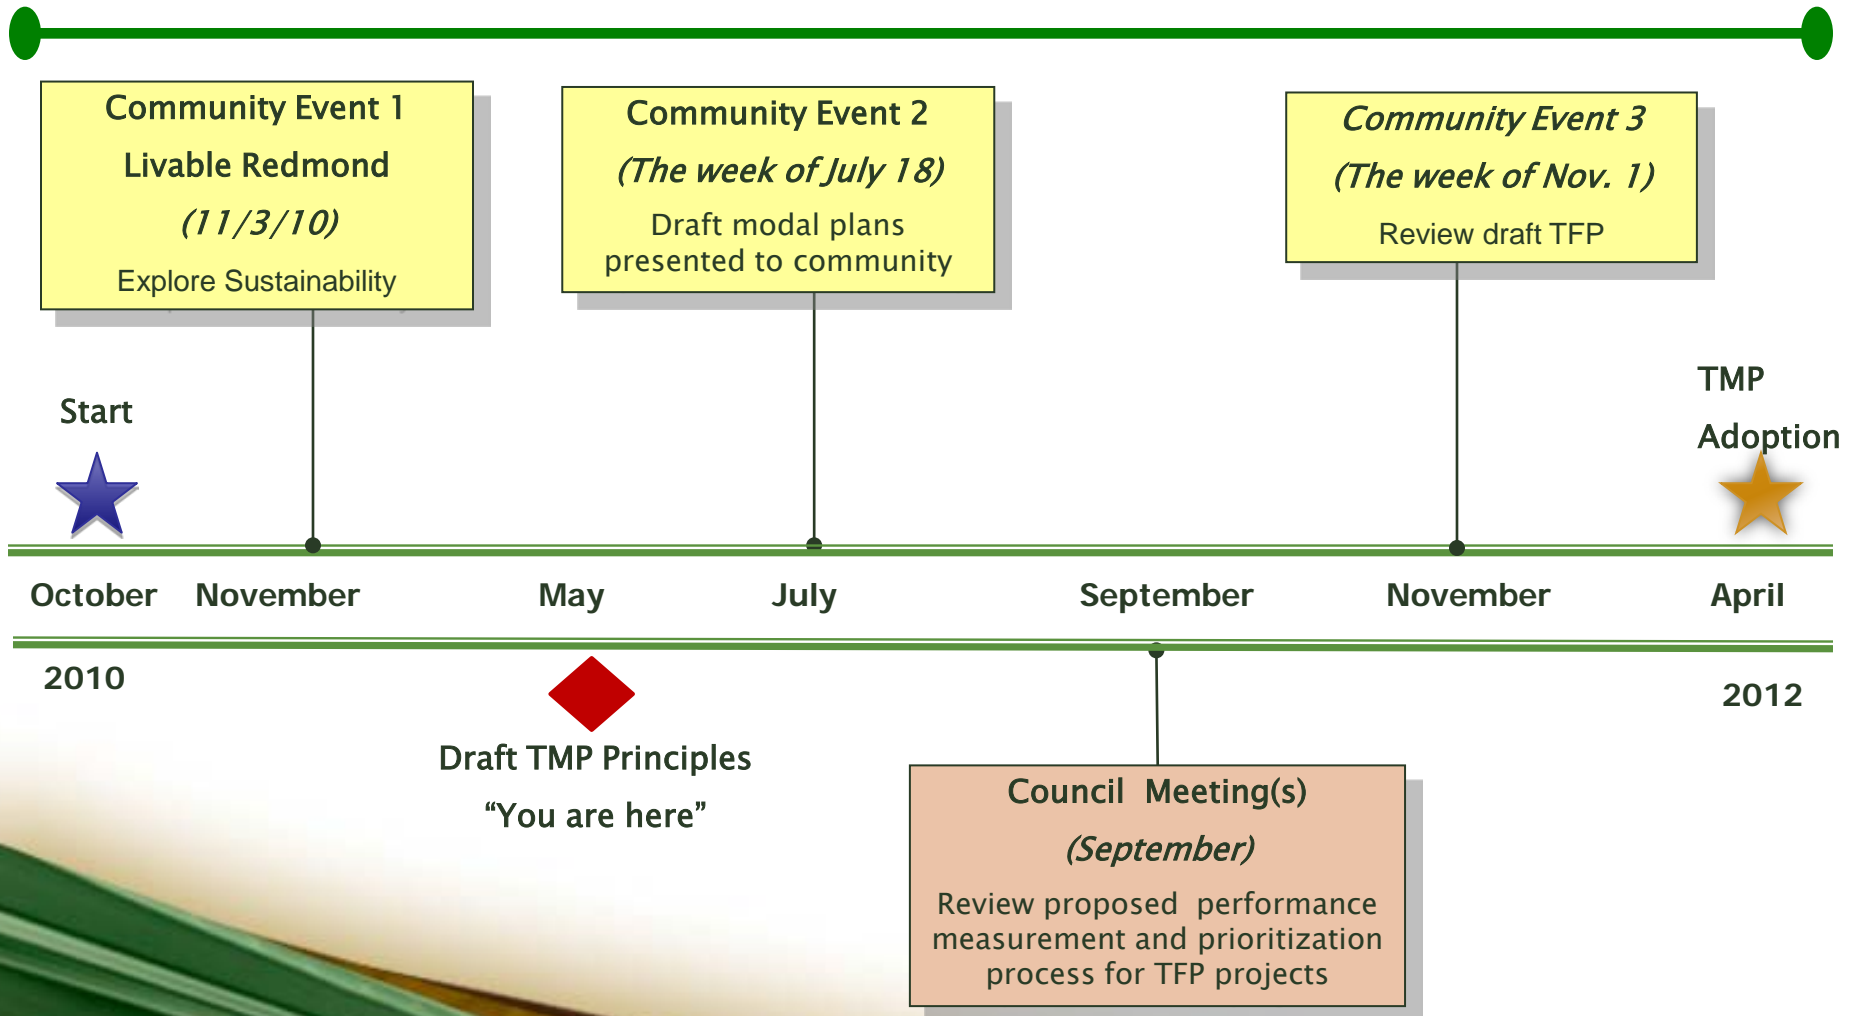 Community Event 1
Livable Redmond
(11/3/10)
Explore Sustainability
Community Event 2
(The week of July 18)
Draft modal plans
presented to community
Community Event 3
(The week of Nov. 1)
Review draft TFP
Start
TMP
Adoption
October November May July September November April
2010
2012
Draft TMP Principles
“You are here”
Council Meeting(s)
(September)
Review proposed performance
measurement and prioritization
process for TFP projects